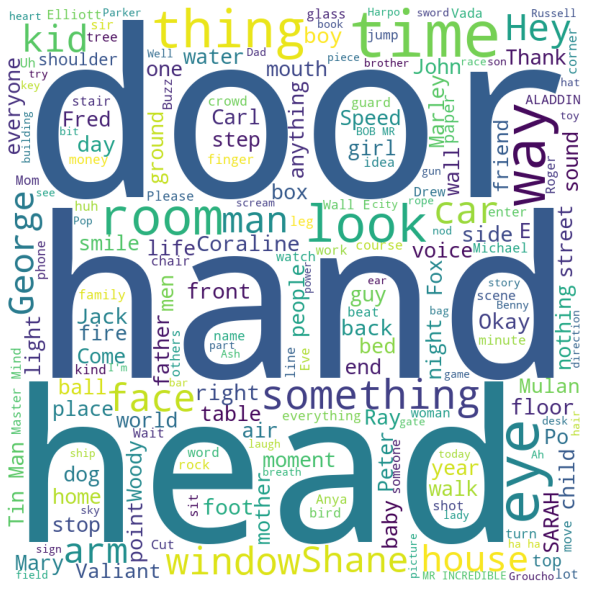 heart Elliott Parker thing time Hey glass Harpo sword Vada Russell
sir tree Uh key kid boy book jump race son hat corner
door
everyone shoulder water mouth John Thank piece brother
try Well Dad
building stair Buzz one Marley paper friend ALADDIN toy
Fred crowd Carl anything Speed guard BOB MR way
bit day money finger step ground girl idea wall gun Roger sound
Mom see huh Please box scream Drew
phone Pop room man look Wall E city rope car enter side E
George smile life Coraline leg work course nod Michael voice
chair watch power
hand
light family men front people ear Fox story scene Benny nothing street
Jack fire father name guy beat back Okay minute direction
Come kind part Ash others line Eve bed night bag
Master Mind I'm bar end game hair
ball face right something Mulan
place table everything Ray woman gate desk floor
head
Tin Man world air moment Peter Po
ship Wait laugh word rock breath someone today Ah eye
dog mother year Child
home sky Woody sit foot Anya bird baby shot walk SARAH
stop point lady turn move
sign Mary arm Cut window Shane picture house top
field Valiant MR INCREDIBLE Groucho ha ha lot